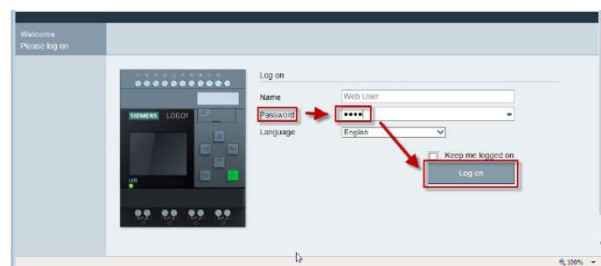 Welcome
Please log on
Log on
Name
Web User
Password
••••
Language
English
Keep me logged on
Log on
SIEMENS LOGO!
100%